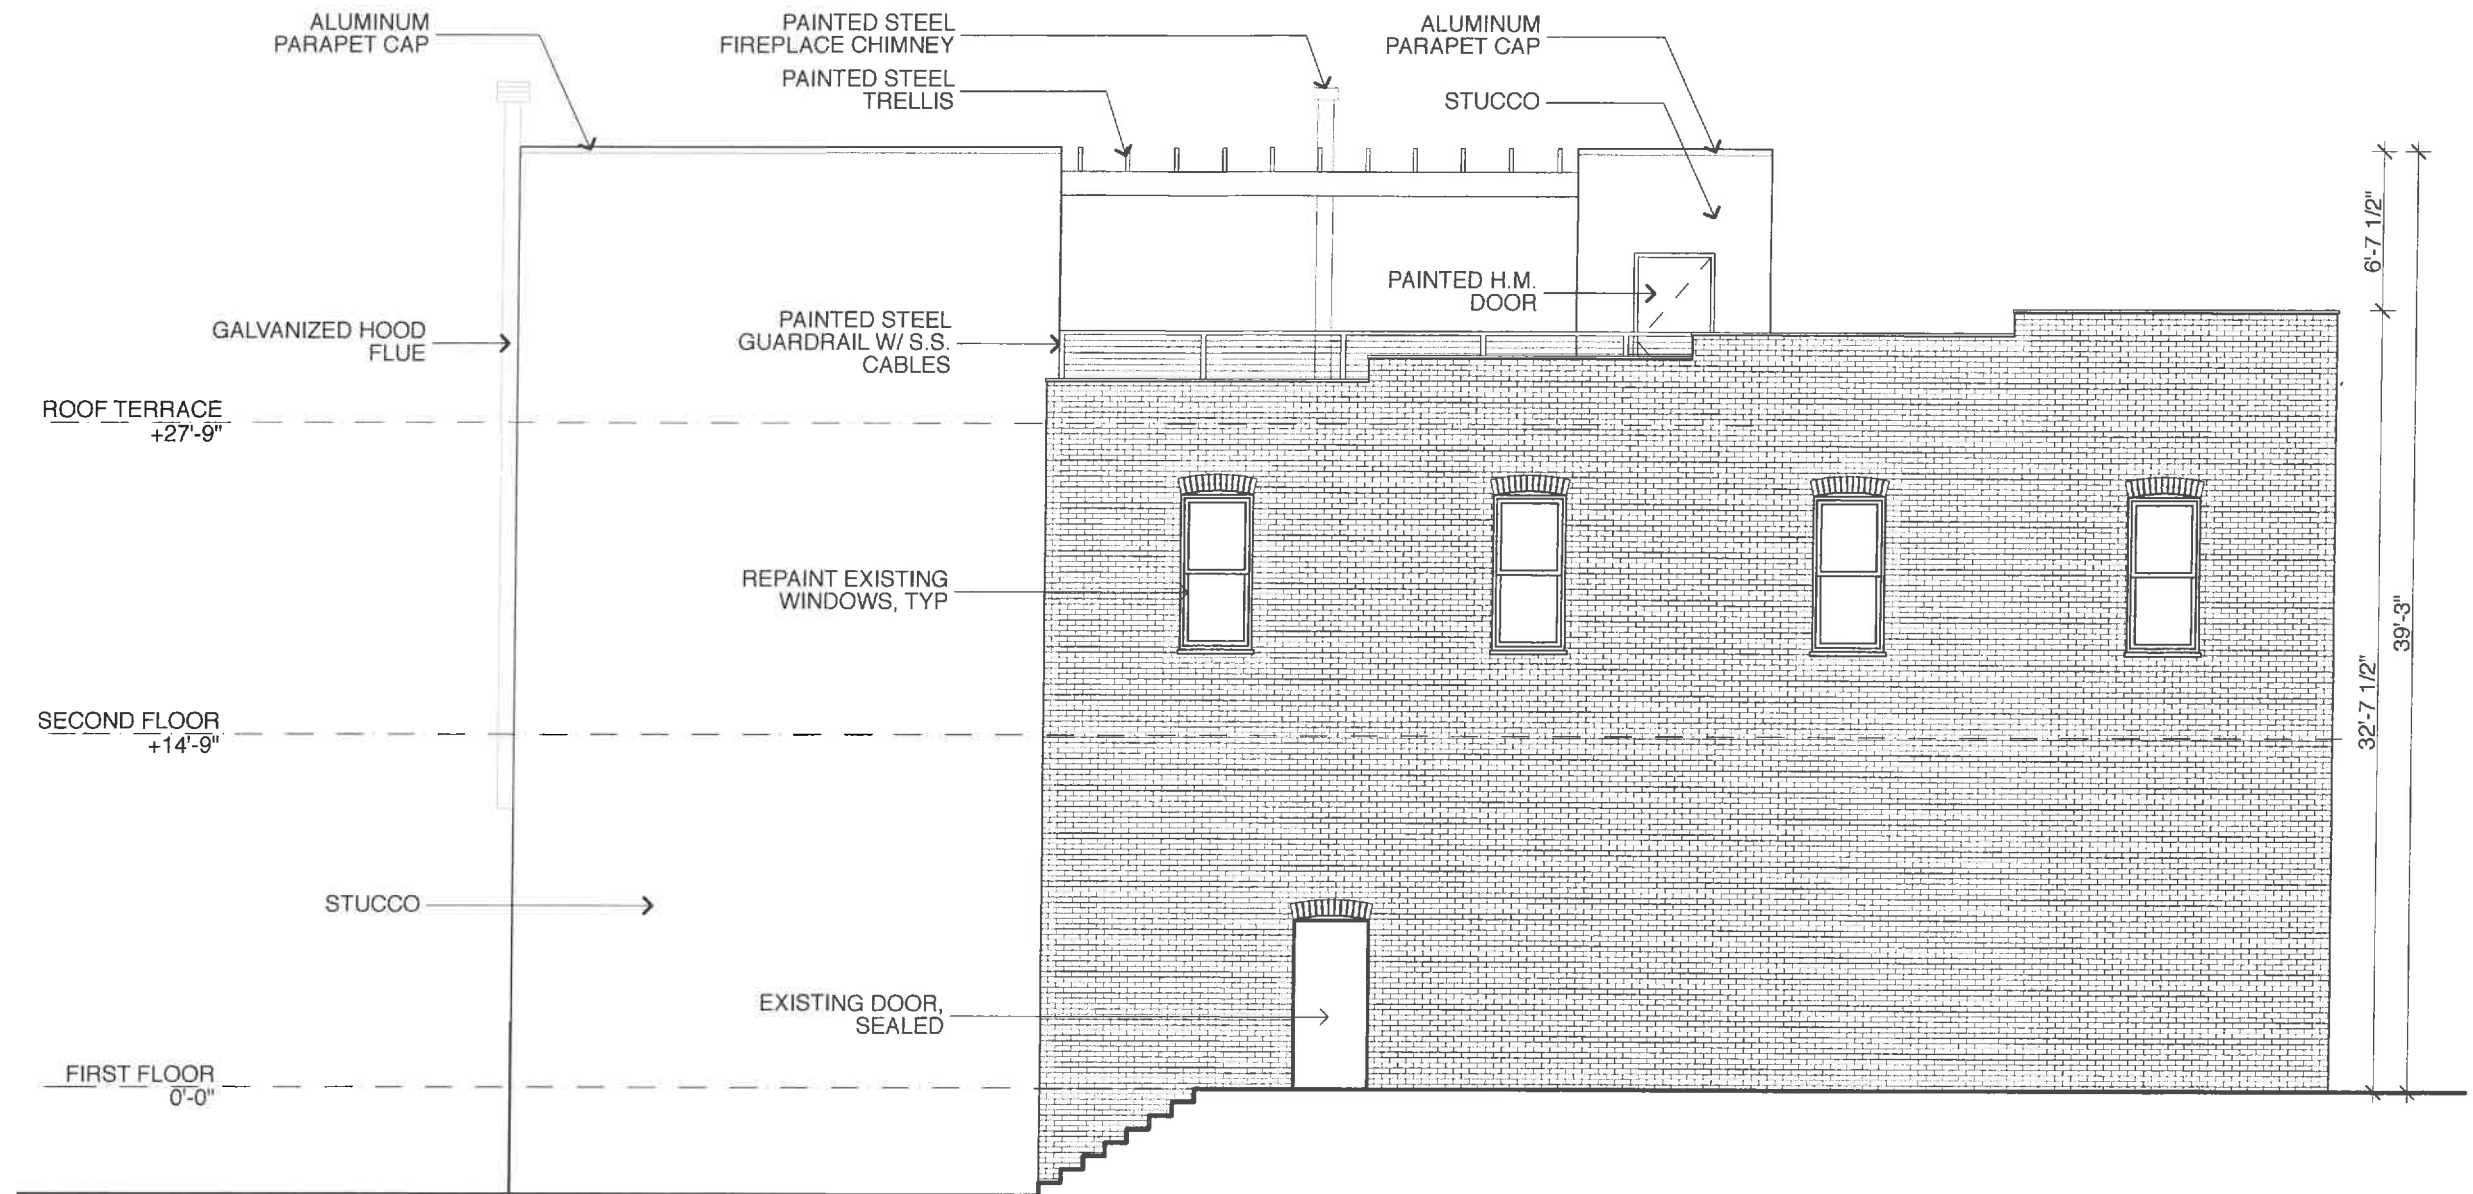 ALUMINUM
PARAPET CAP
PAINTED STEEL
FIREPLACE CHIMNEY
PAINTED STEEL
TRELLIS
ALUMINUM
PARAPET CAP
STUCCO
PAINTED H.M.
DOOR
GALVANIZED HOOD
FLUE
PAINTED STEEL
GUARDRAIL W/ S.S.
CABLES
6'-7 1/2"
ROOF TERRACE
+27'-9"
REPAINT EXISTING
WINDOWS, TYP
39'-3"
32'-7 1/2"
SECOND FLOOR
+14'-9"
STUCCO
EXISTING DOOR,
SEALED
FIRST FLOOR
0'-0"